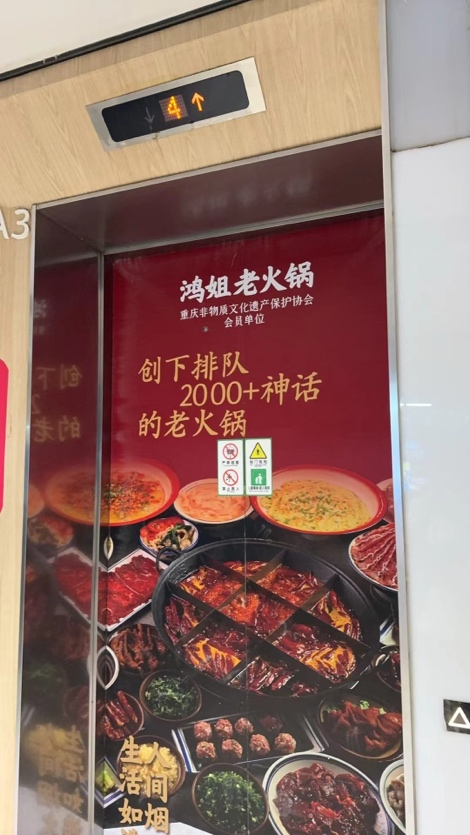 4
A3
鸿姐老火锅
重庆非物质文化遗产保护协会
会员单位
创下排队
2000+神话
的老火锅
人间烟
生活如